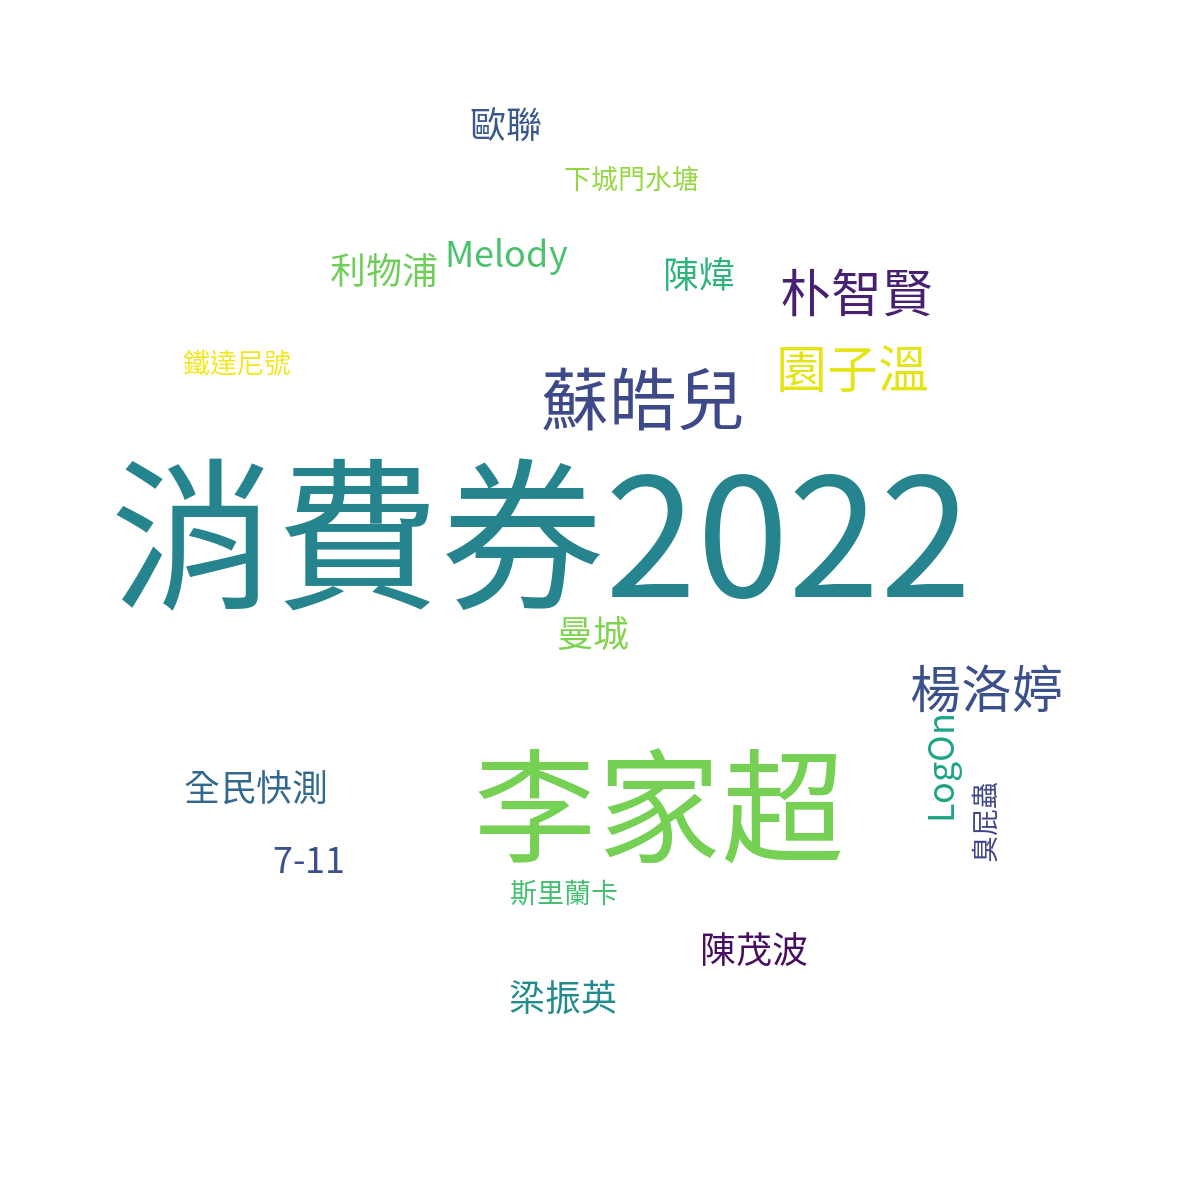 歐聯
下城門水塘
Melody
利物浦
陳煒
朴智賢
園子溫
鐵達尼號
蘇皓兒
消費券2022
曼城
楊洛婷
LogOn
李家超
全民快測
臭屁蟲
7-11
斯里蘭卡
陳茂波
梁振英